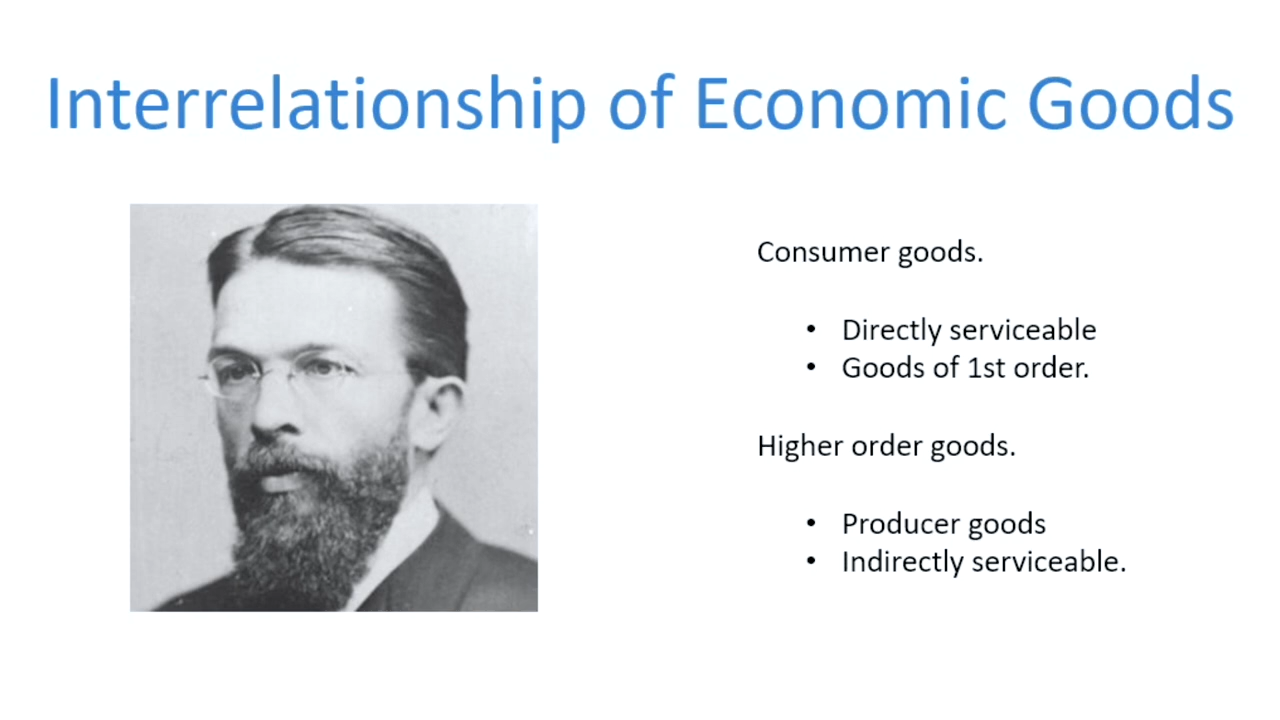 Interrelationship of Economic Goods
Consumer goods.
• Directly serviceable
• Goods of 1st order.
Higher order goods.
• Producer goods
• Indirectly serviceable.